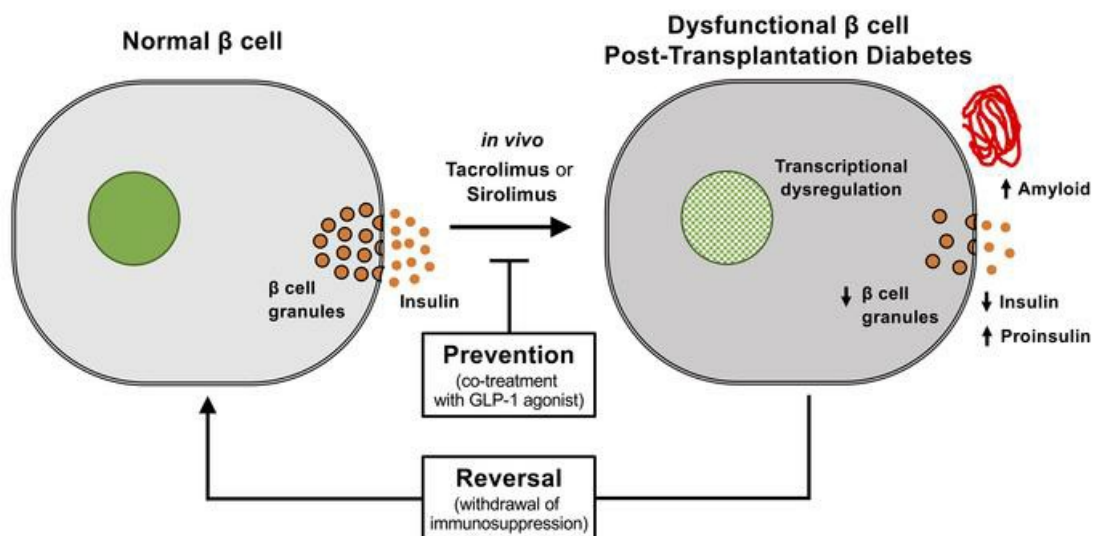 Normal β cell
Dysfunctional β cell
Post-Transplantation Diabetes
in vivo
Tacrolimus or
Sirolimus
β cell
granules
Insulin
Transcriptional
dysregulation
Amyloid
β cell
granules
Insulin
Proinsulin
Prevention
(co-treatment
with GLP-1 agonist)
Reversal
(withdrawal of
immunosuppression)